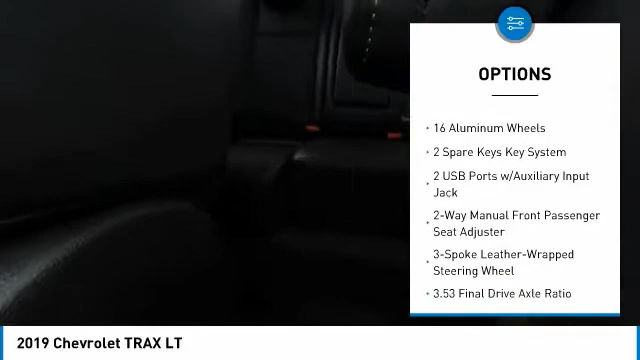 OPTIONS
16 Aluminum Wheels
2 Spare Keys Key System
2 USB Ports w/Auxiliary Input
Jack
2-Way Manual Front Passenger
Seat Adjuster
3-Spoke Leather-Wrapped
Steering Wheel
3.53 Final Drive Axle Ratio
2019 Chevrolet TRAX LT